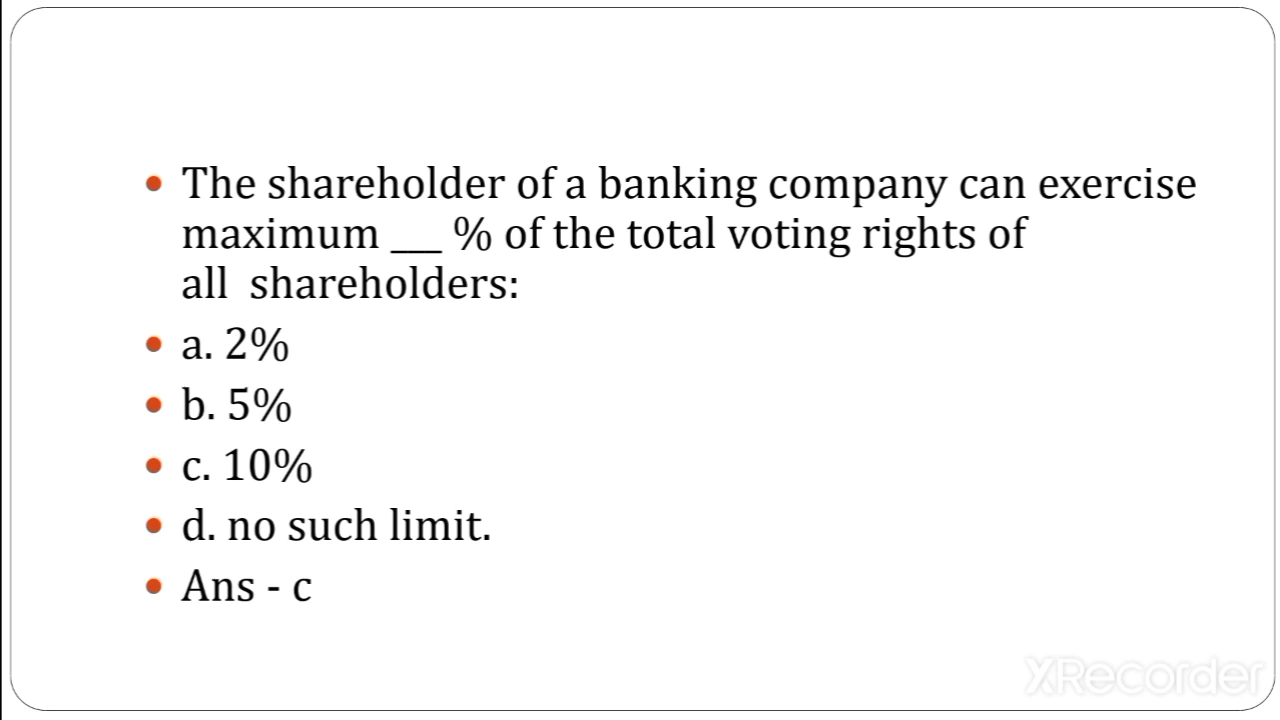 • The shareholder of a banking company can exercise
maximum ___ % of the total voting rights of
all  shareholders:
• a. 2%
• b. 5%
• c. 10%
• d. no such limit.
• Ans - c
XRecorder